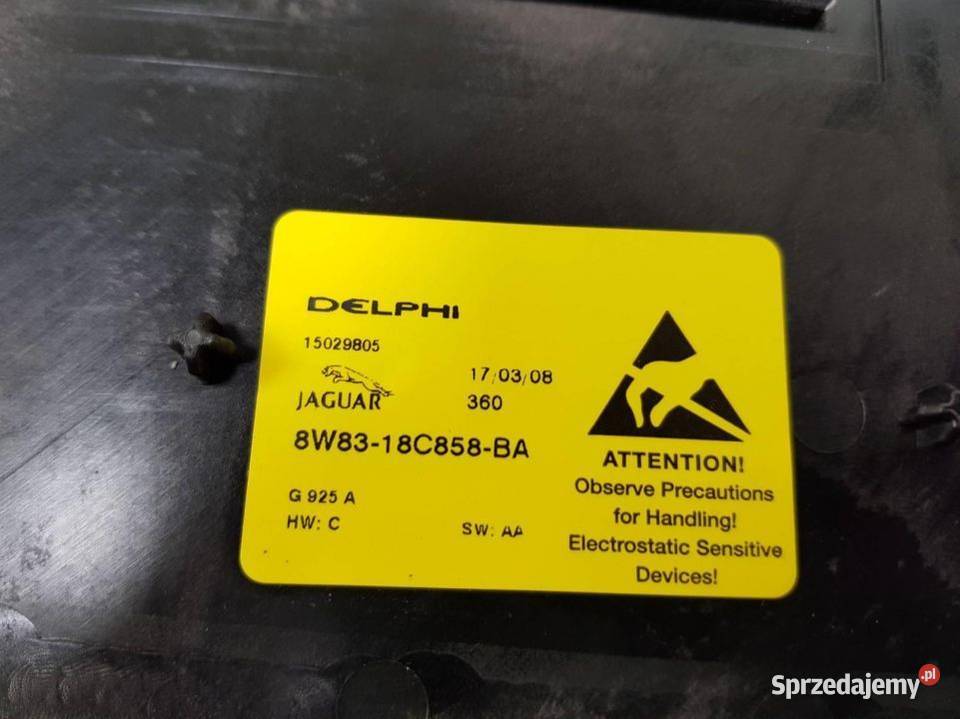 DELPHI
15029805
JAGUAR
17/03/08
360
8W83-18C858-BA
G 925 A
HW: C
SW: AA
ATTENTION!
Observe Precautions
for Handling!
Electrostatic Sensitive
Devices!
Sprzedajemy.pl